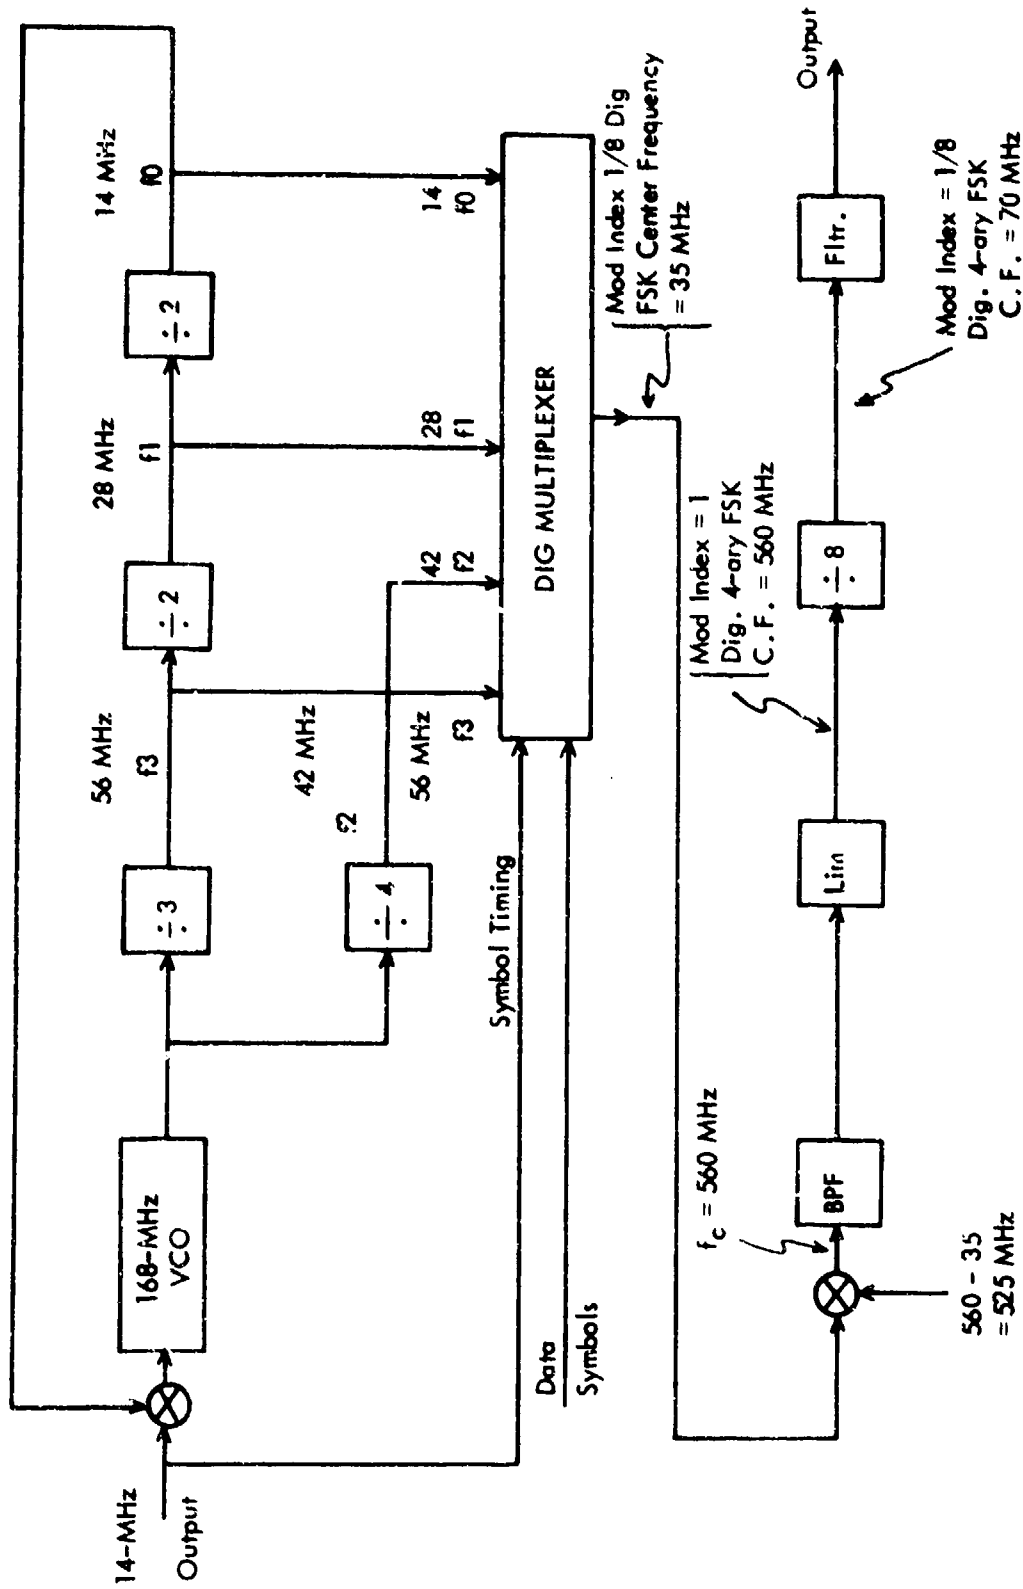 14-MHz
Output
168-MHz
VCO
÷ 3
56 MHz
f3
÷ 2
28 MHz
f1
÷ 2
14 MHz
f0
÷ 4
f2
42 MHz
56 MHz
f3
42
f2
28
f1
14
f0
Symbol Timing
Data
Symbols
DIG MULTIPLEXER
Mod Index 1/8 Dig
FSK Center Frequency
= 35 MHz
560 - 35
= 525 MHz
fc = 560 MHz
BPF
Lim
Mod Index = 1
Dig. 4-ary FSK
C.F. = 560 MHz
÷ 8
Mod Index = 1/8
Dig. 4-ary FSK
C.F. = 70 MHz
Fltr.
Output